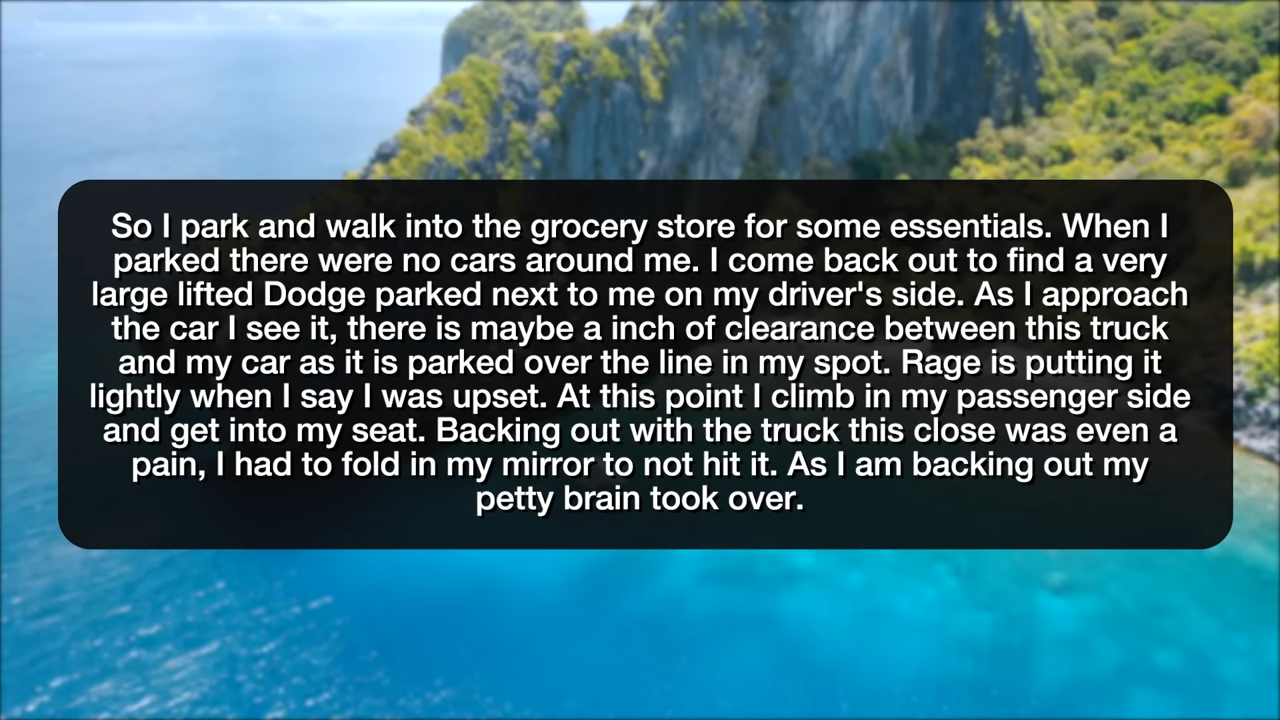 So I park and walk into the grocery store for some essentials. When I
parked there were no cars around me. I come back out to find a very
large lifted Dodge parked next to me on my driver's side. As I approach
the car I see it, there is maybe a inch of clearance between this truck
and my car as it is parked over the line in my spot. Rage is putting it
lightly when I say I was upset. At this point I climb in my passenger side
and get into my seat. Backing out with the truck this close was even a
pain, I had to fold in my mirror to not hit it. As I am backing out my
petty brain took over.